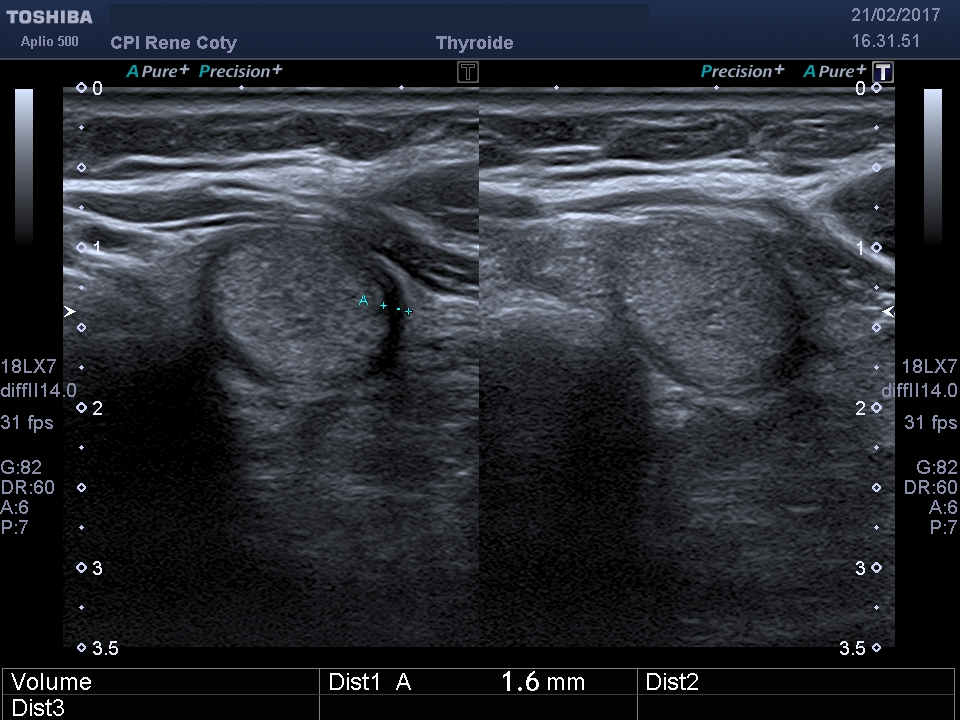 TOSHIBA
Aplio 500
CPI Rene Coty
Thyroide
21/02/2017
16.31.51
A Pure+ Precision+
T
Precision+ A Pure+
T
0
1
2
3
3.5
0
1
2
3
3.5
A
18LX7
diffII14.0
31 fps
G:82
DR:60
A:6
P:7
18LX7
diffII14.0
31 fps
G:82
DR:60
A:6
P:7
Volume
Dist1 A 1.6 mm
Dist2
Dist3